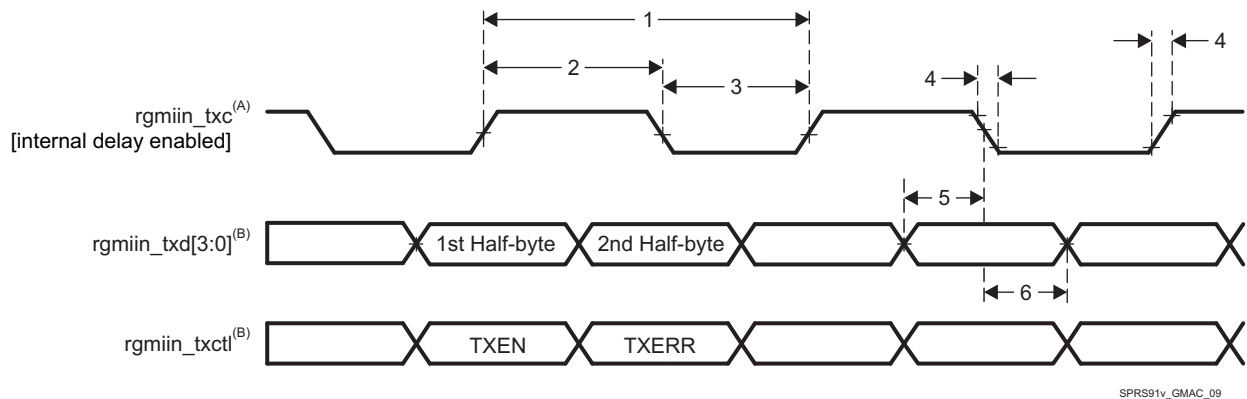 1
2
3
4
4
rgmiin_txc(A)
[internal delay enabled]
5
rgmiin_txd[3:0](B)
1st Half-byte
2nd Half-byte
6
rgmiin_txctl(B)
TXEN
TXERR
SPRS91v_GMAC_09